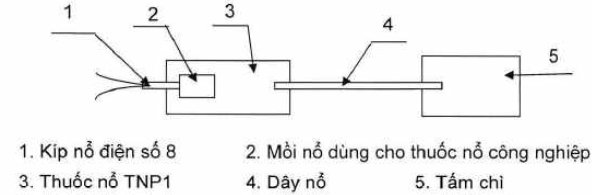 1 2 3 4 5
1. Kíp nổ điện số 8 2. Mồi nổ dùng cho thuốc nổ công nghiệp
3. Thuốc nổ TNP1 4. Dây nổ 5. Tấm chì